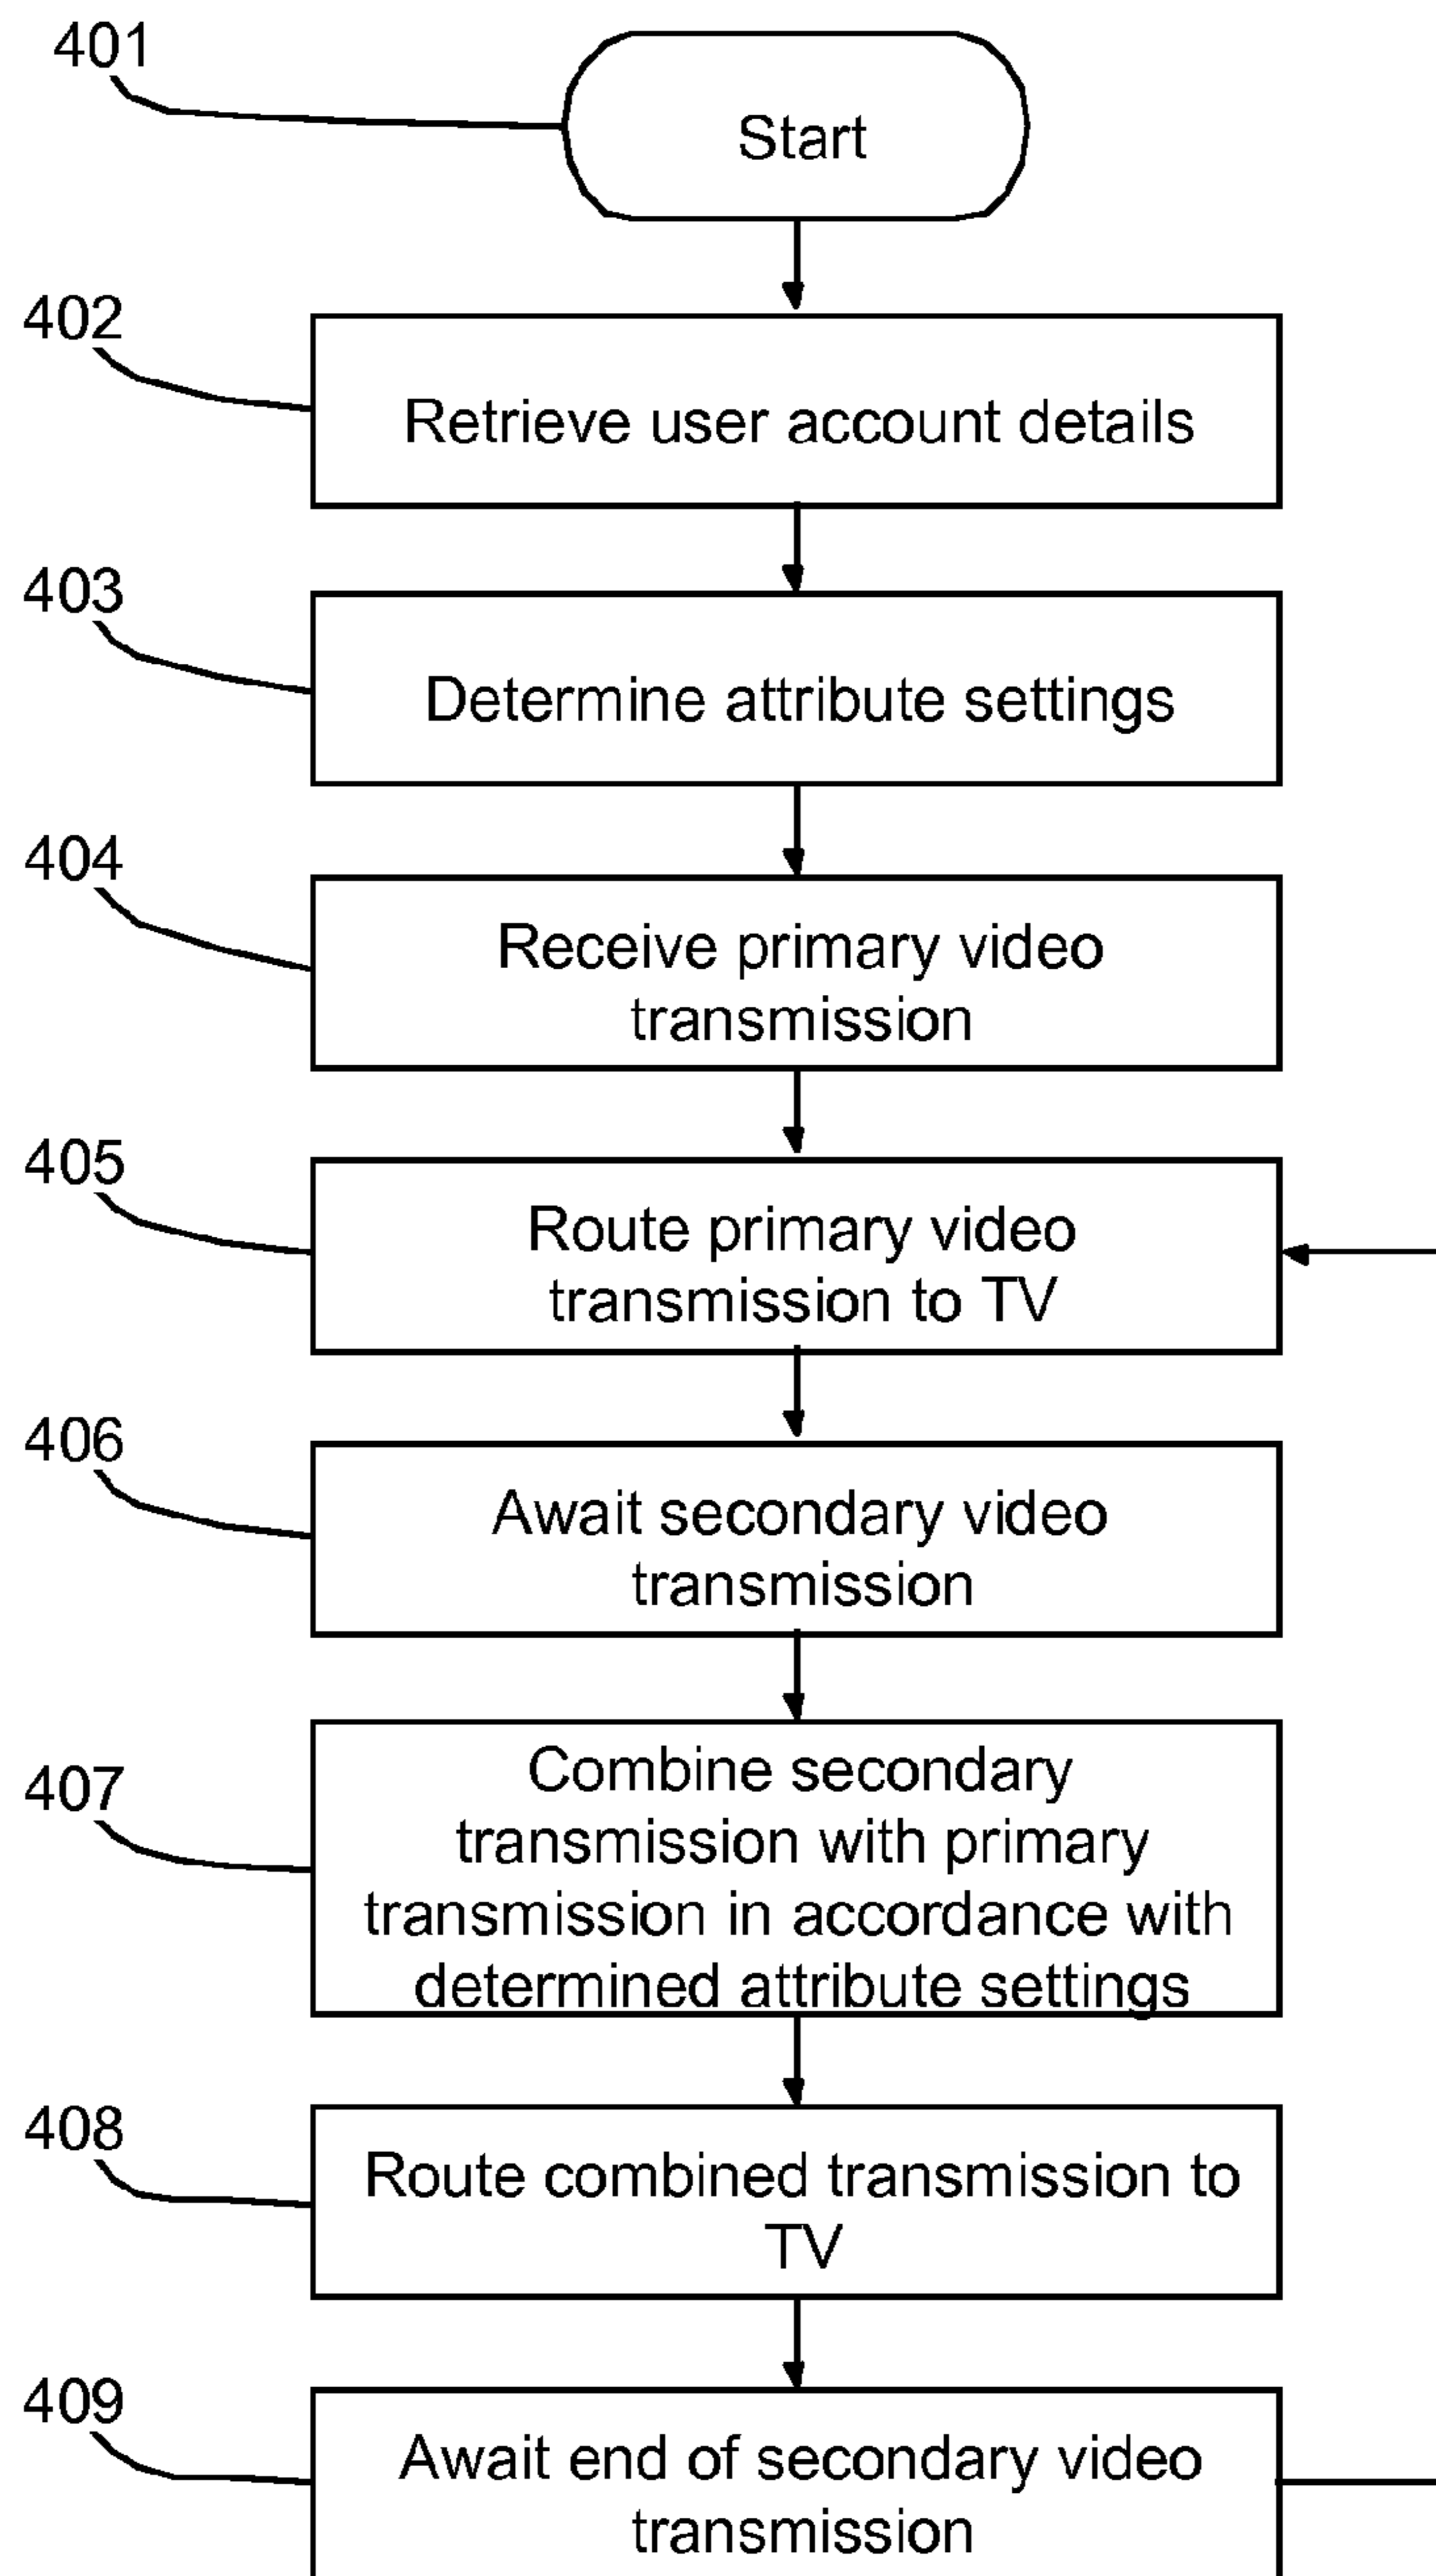 401
Start
402
Retrieve user account details
403
Determine attribute settings
404
Receive primary video
transmission
405
Route primary video
transmission to TV
406
Await secondary video
transmission
407
Combine secondary
transmission with primary
transmission in accordance with
determined attribute settings
408
Route combined transmission to
TV
409
Await end of secondary video
transmission